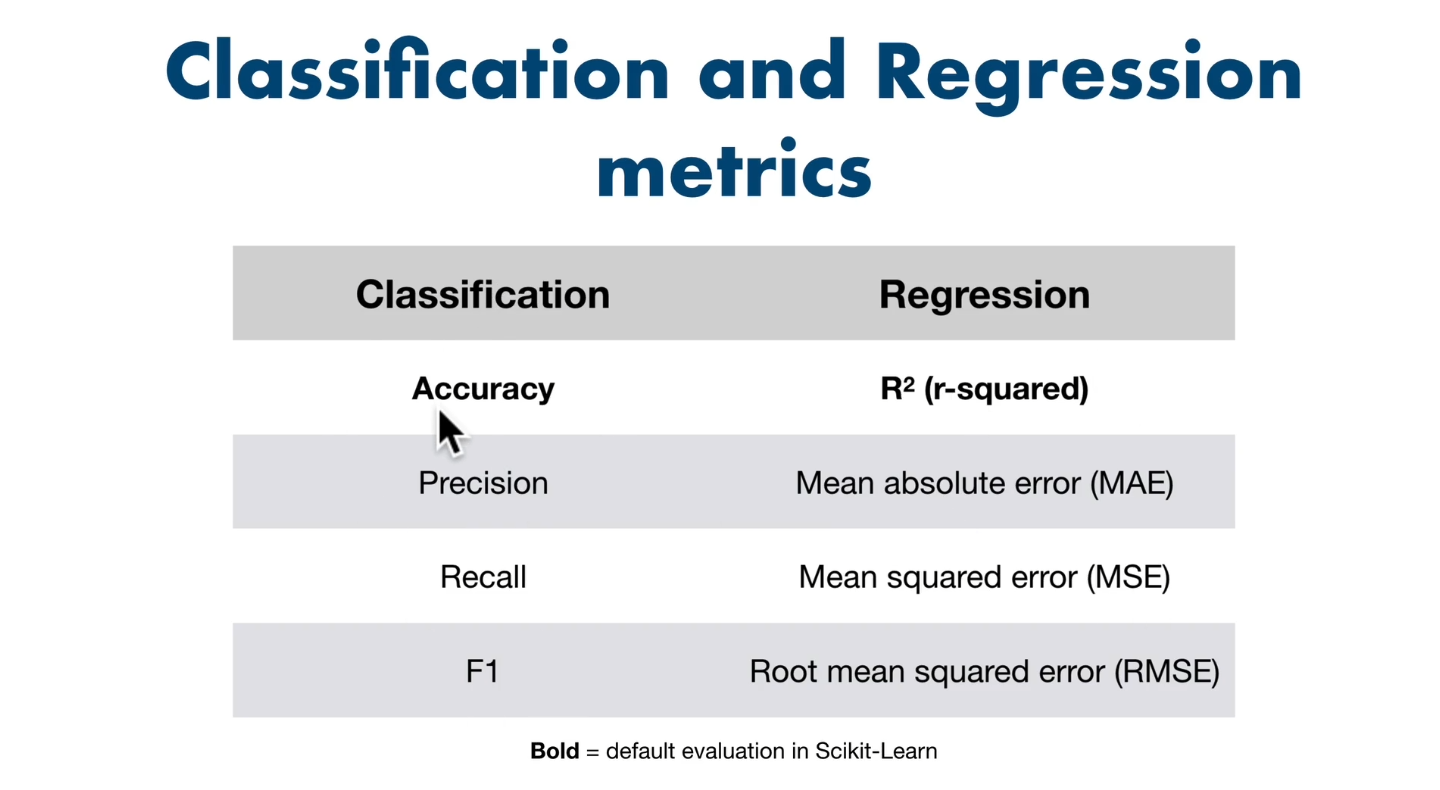 Classification and Regression
metrics
Classification Regression
Accuracy R² (r-squared)
Precision Mean absolute error (MAE)
Recall Mean squared error (MSE)
F1 Root mean squared error (RMSE)
Bold = default evaluation in Scikit-Learn